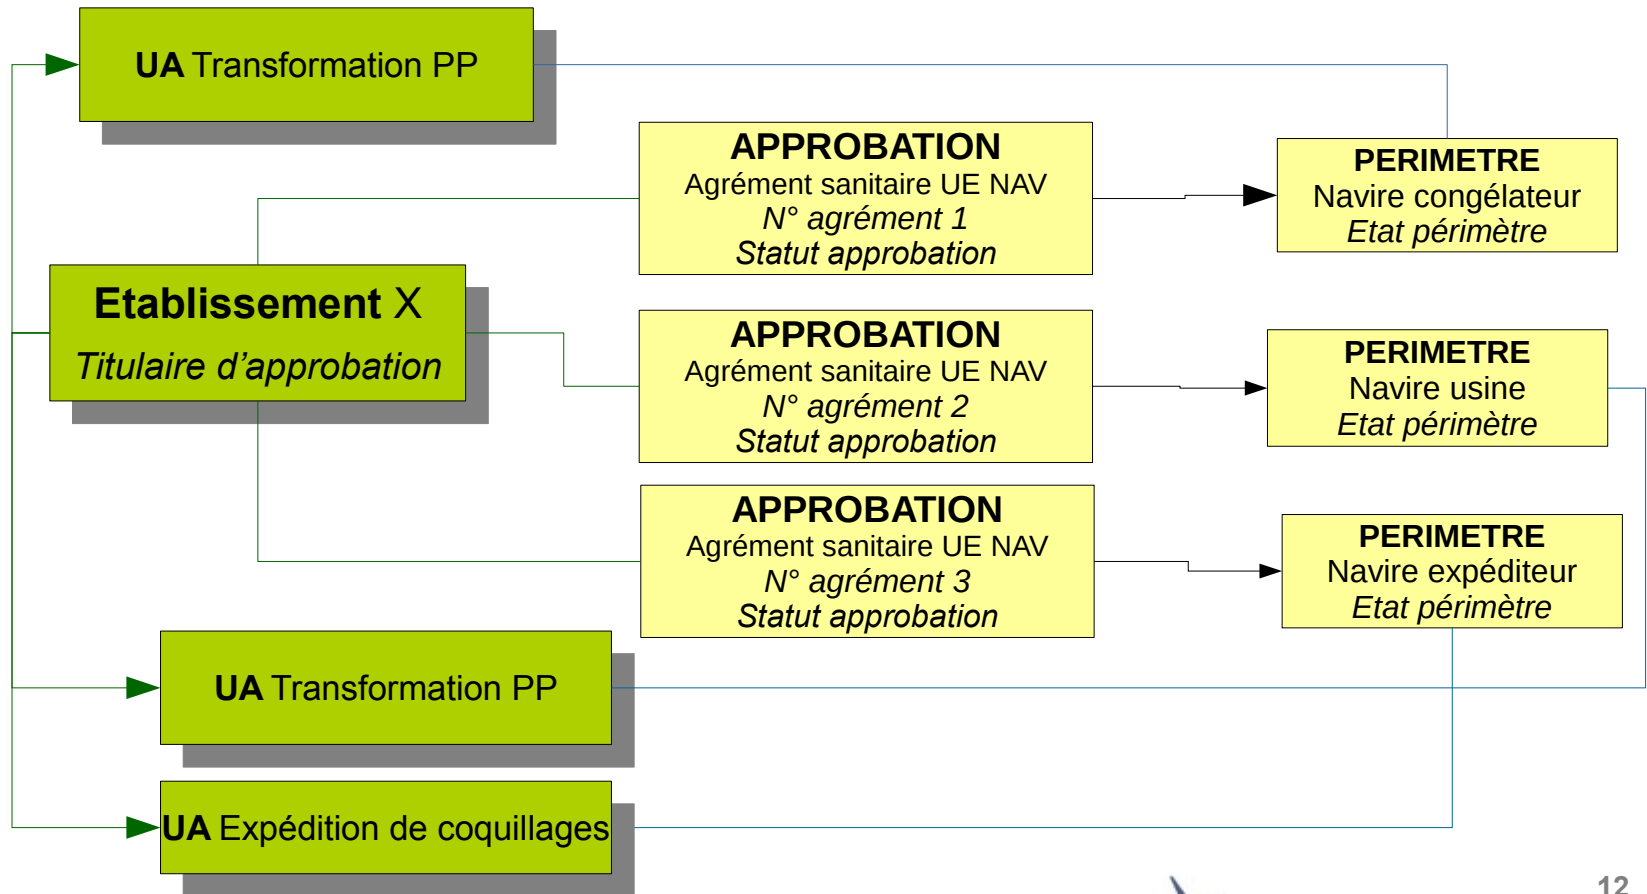 UA Transformation PP
APPROBATION
Agrément sanitaire UE NAV
N° agrément 1
Statut approbation
PERIMETRE
Navire congélateur
Etat périmètre
Etablissement X
Titulaire d’approbation
APPROBATION
Agrément sanitaire UE NAV
N° agrément 2
Statut approbation
PERIMETRE
Navire usine
Etat périmètre
APPROBATION
Agrément sanitaire UE NAV
N° agrément 3
Statut approbation
PERIMETRE
Navire expéditeur
Etat périmètre
UA Transformation PP
UA Expédition de coquillages
12